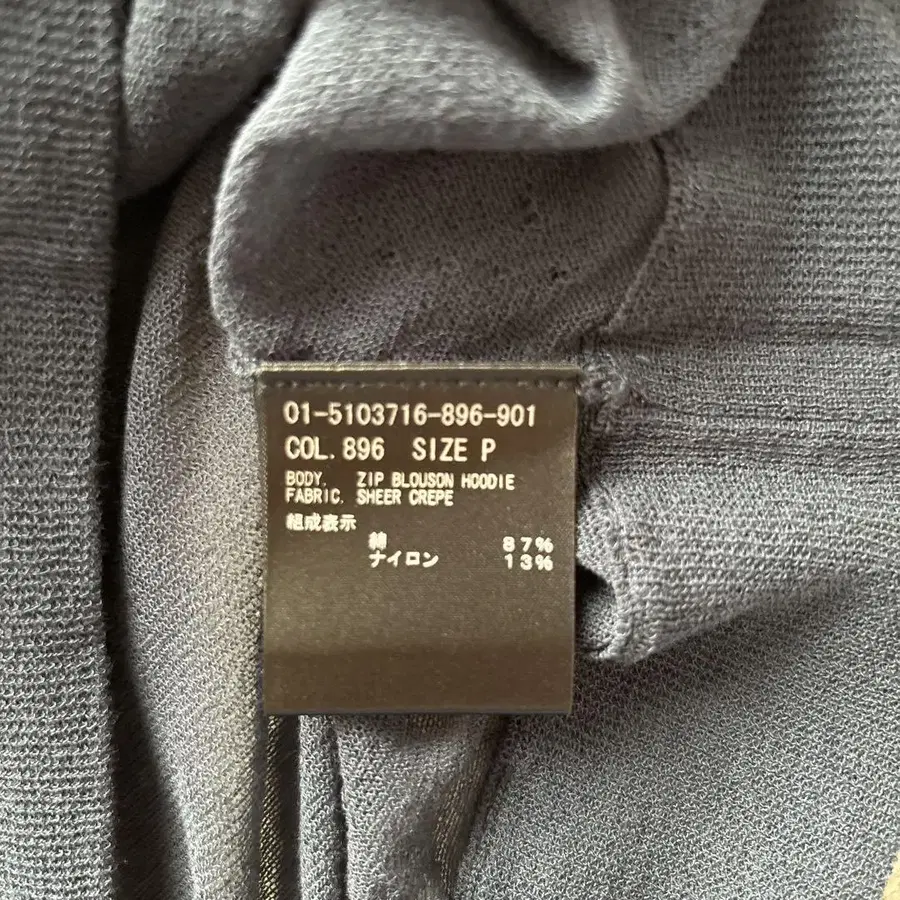 01-5103716-896-901
COL.896 SIZE P
BODY. ZIP BLOUSON HOODIE
FABRIC. SHEER CREPE
組成表示
綿 87%
ナイロン 13%